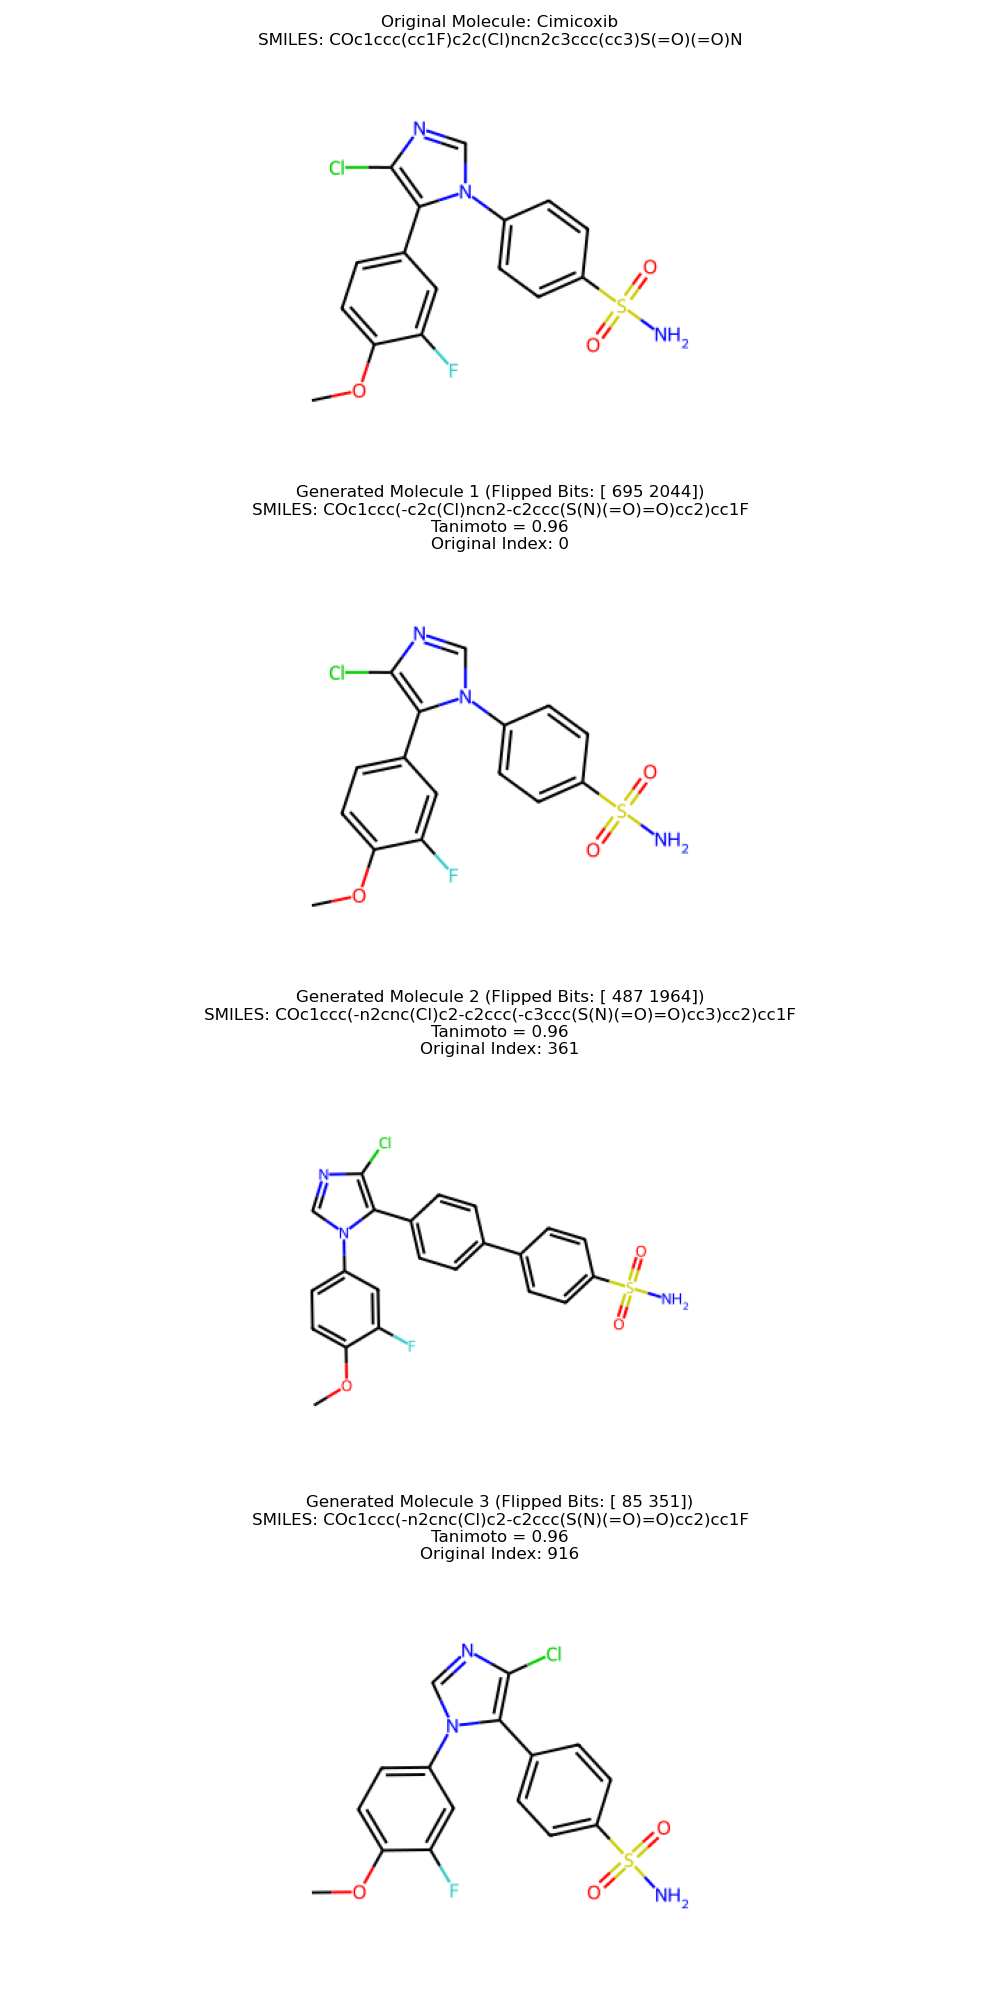 Original Molecule: Cimicoxib
SMILES: COc1ccc(cc1F)c2c(Cl)ncn2c3ccc(cc3)S(=O)(=O)N
N
Cl
N
O
S
NH2
O
F
O
Generated Molecule 1 (Flipped Bits: [ 695 2044])
SMILES: COc1ccc(-c2c(Cl)ncn2-c2ccc(S(N)(=O)=O)cc2)cc1F
Tanimoto = 0.96
Original Index: 0
N
Cl
N
O
S
NH2
O
F
O
Generated Molecule 2 (Flipped Bits: [ 487 1964])
SMILES: COc1ccc(-n2cnc(Cl)c2-c2ccc(-c3ccc(S(N)(=O)=O)cc3)cc2)cc1F
Tanimoto = 0.96
Original Index: 361
Cl
N
N
O
S
NH2
O
F
O
Generated Molecule 3 (Flipped Bits: [ 85 351])
SMILES: COc1ccc(-n2cnc(Cl)c2-c2ccc(S(N)(=O)=O)cc2)cc1F
Tanimoto = 0.96
Original Index: 916
N
Cl
N
O
S
O
NH2
F
O